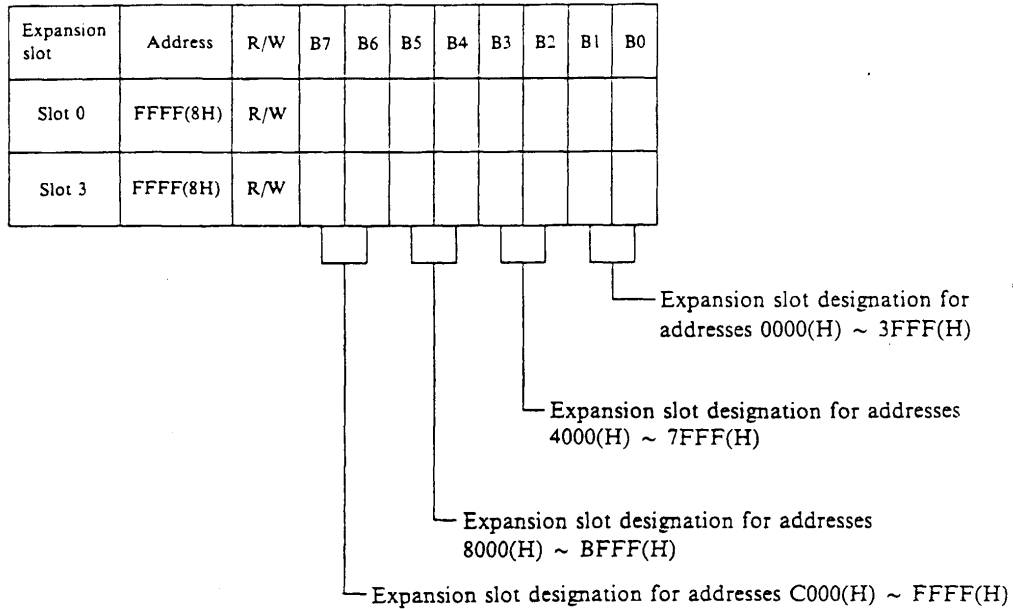 Expansion slot Address R/W B7 B6 B5 B4 B3 B2 B1 B0
Slot 0 FFFF(8H) R/W
Slot 3 FFFF(8H) R/W
Expansion slot designation for
addresses 0000(H) ~ 3FFF(H)
Expansion slot designation for addresses
4000(H) ~ 7FFF(H)
Expansion slot designation for addresses
8000(H) ~ BFFF(H)
Expansion slot designation for addresses C000(H) ~ FFFF(H)